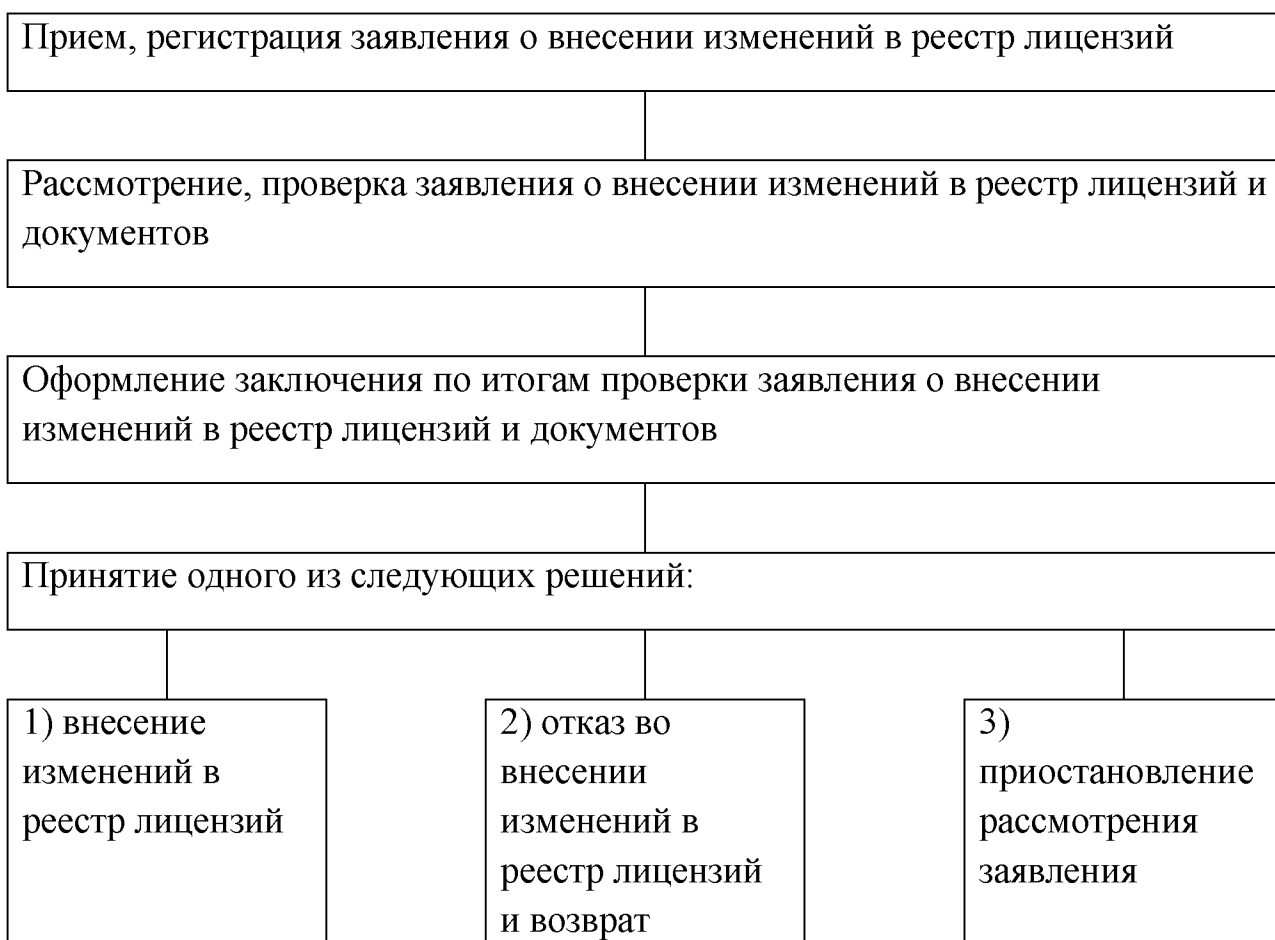 Прием, регистрация заявления о внесении изменений в реестр лицензий
Рассмотрение, проверка заявления о внесении изменений в реестр лицензий и
документов
Оформление заключения по итогам проверки заявления о внесении
изменений в реестр лицензий и документов
Принятие одного из следующих решений:
1) внесение
изменений в
реестр лицензий
2) отказ во
внесении
изменений в
реестр лицензий
и возврат
3)
приостановление
рассмотрения
заявления